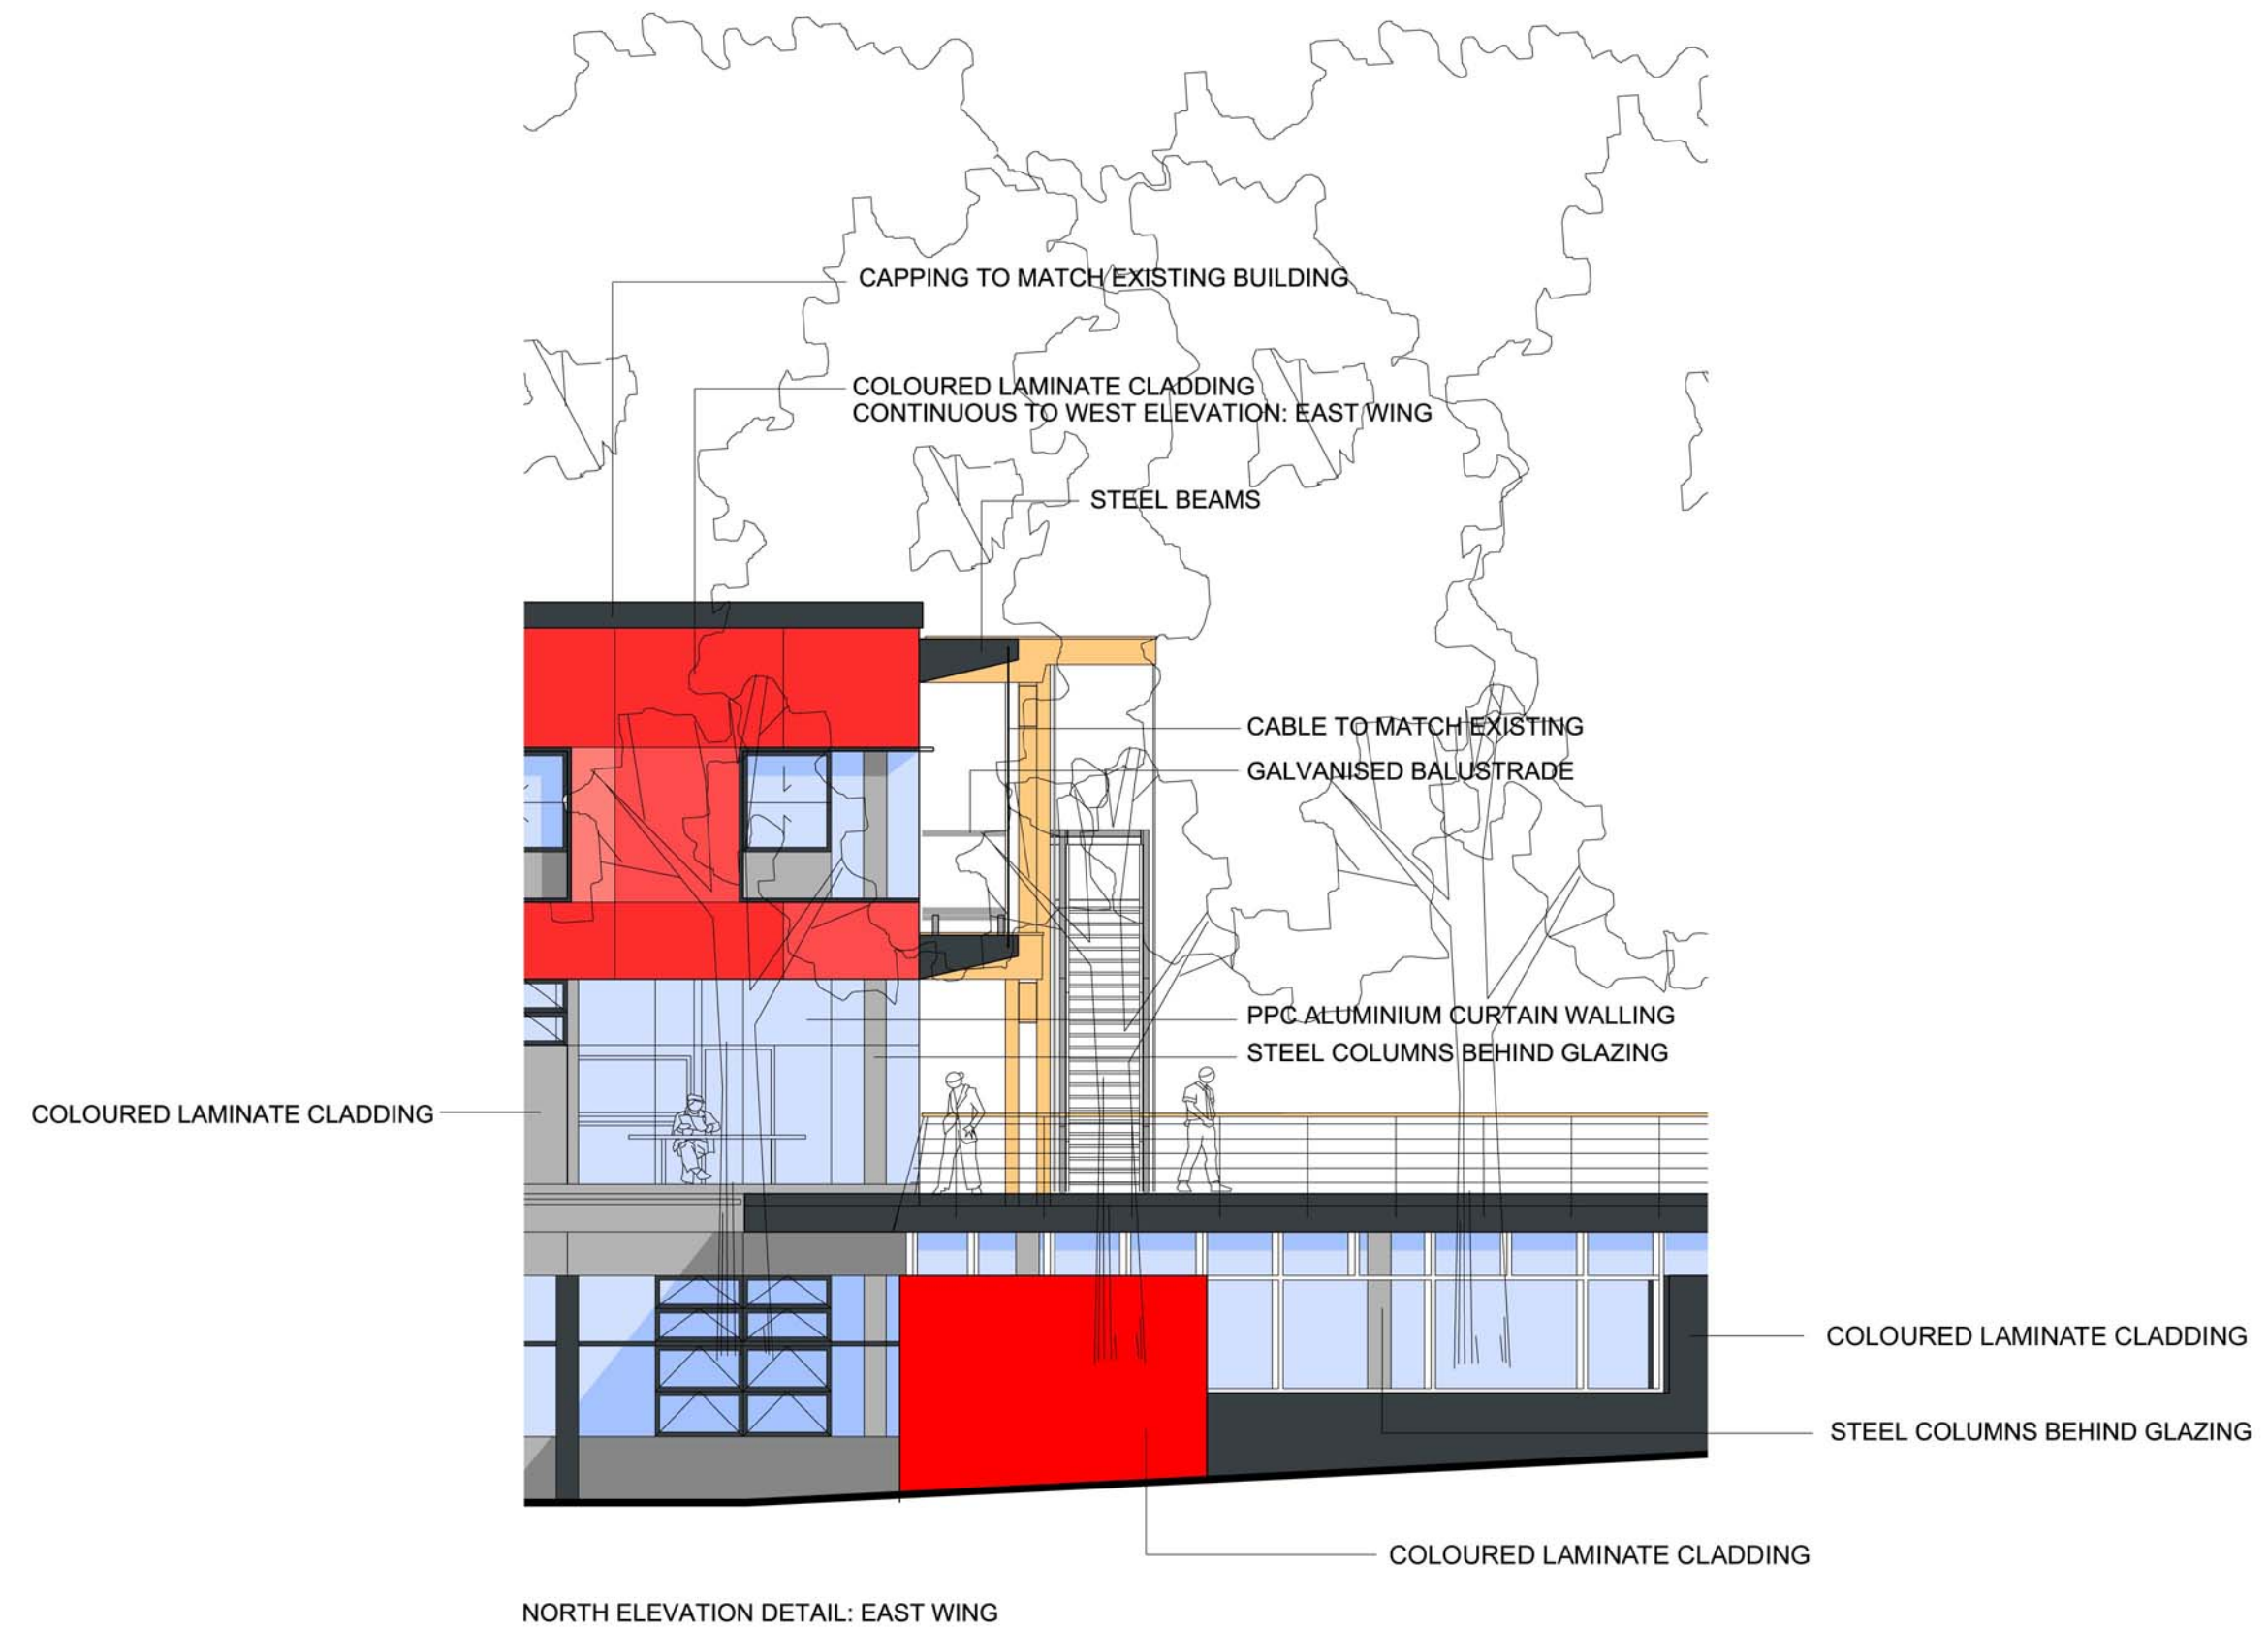 CAPPING TO MATCH EXISTING BUILDING
COLOURED LAMINATE CLADDING
CONTINUOUS TO WEST ELEVATION: EAST WING
STEEL BEAMS
CABLE TO MATCH EXISTING
GALVANISED BALUSTRADE
PPC ALUMINIUM CURTAIN WALLING
STEEL COLUMNS BEHIND GLAZING
COLOURED LAMINATE CLADDING
COLOURED LAMINATE CLADDING
STEEL COLUMNS BEHIND GLAZING
COLOURED LAMINATE CLADDING
NORTH ELEVATION DETAIL: EAST WING